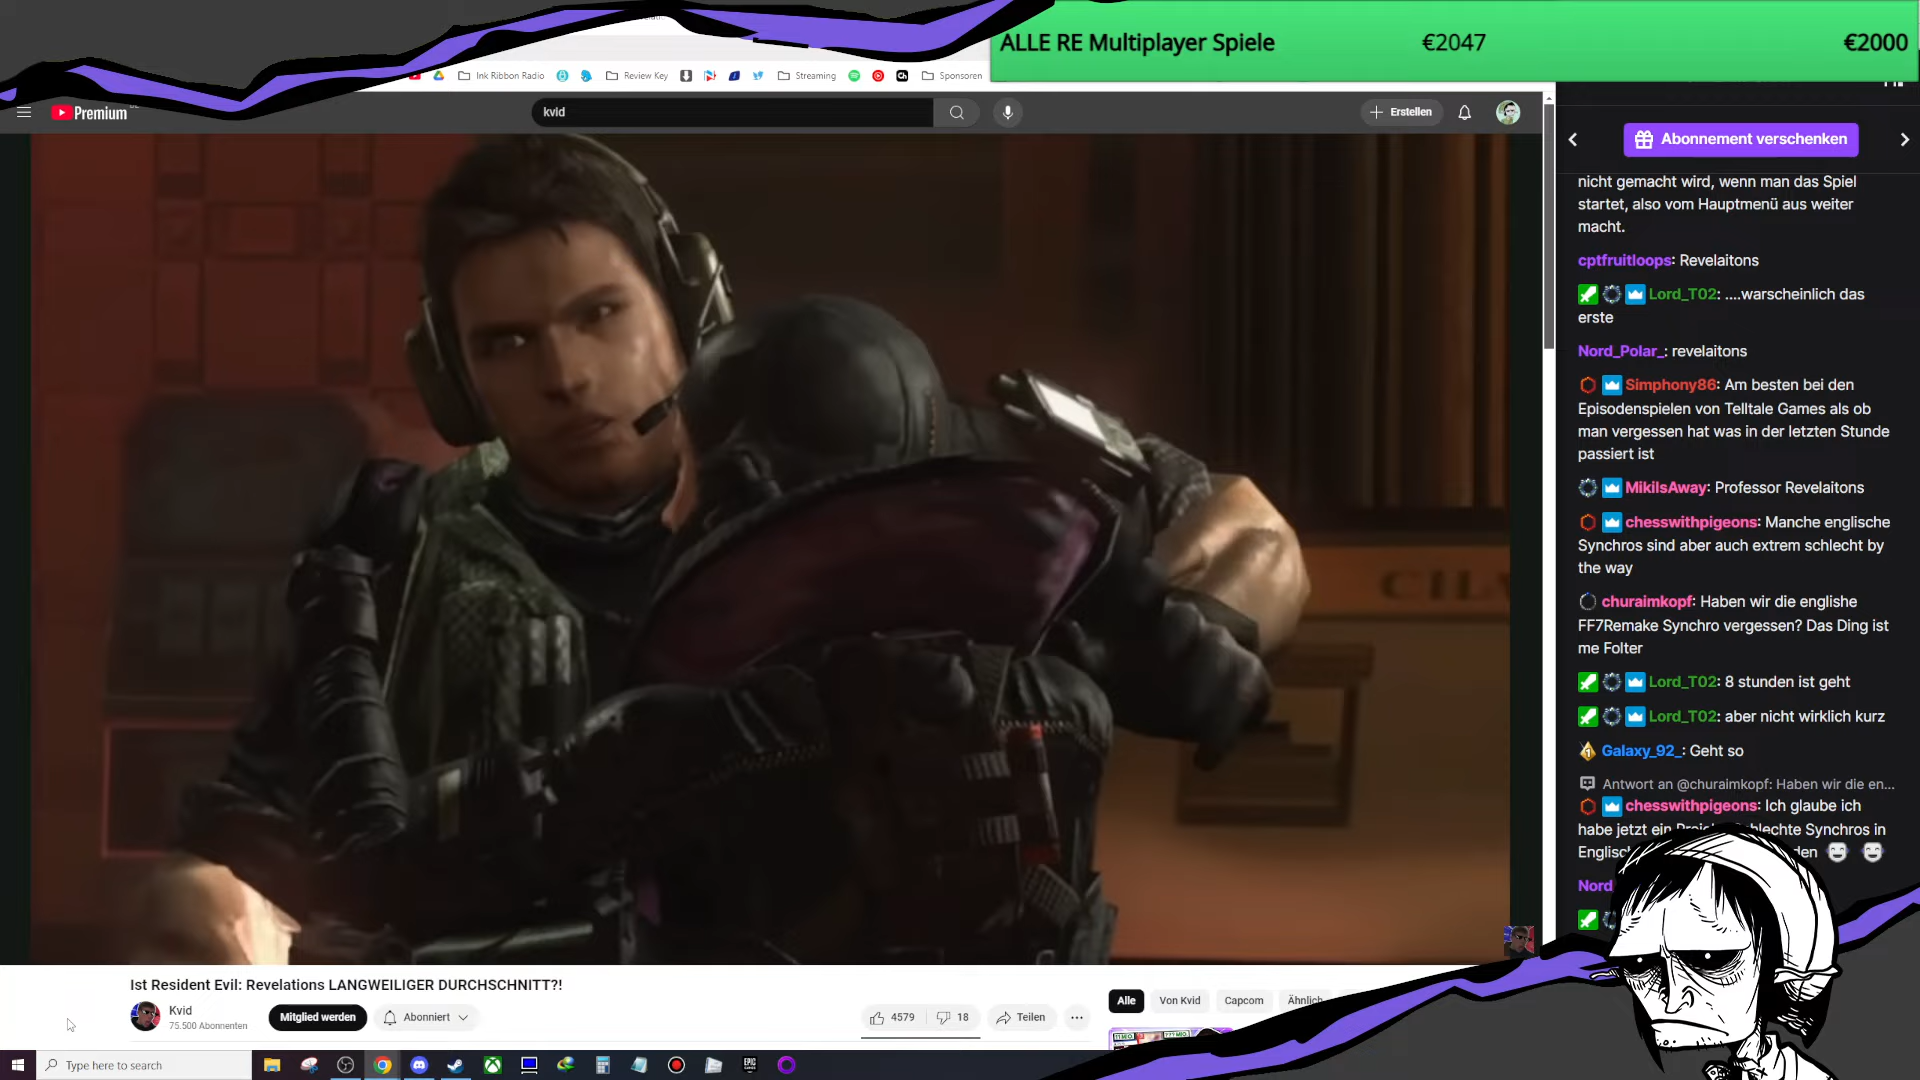 ALLE RE Multiplayer Spiele €2047 €2000
Ink Ribbon Radio Review Key Streaming Sponsoren
Premium
kvid
Erstellen
Abonnement verschenken
nicht gemacht wird, wenn man das Spiel
startet, also vom Hauptmenü aus weiter
macht.
cptfruitloops: Revelaitons
Lord_T02: ....warscheinlich das
erste
Nord_Polar_: revelaitons
Simphony86: Am besten bei den
Episodenspielen von Telltale Games als ob
man vergessen hat was in der letzten Stunde
passiert ist
MikiIsAway: Professor Revelaitons
chesswithpigeons: Manche englische
Synchros sind aber auch extrem schlecht by
the way
churaimkopf: Haben wir die englishe
FF7Remake Synchro vergessen? Das Ding ist
me Folter
Lord_T02: 8 stunden ist geht
Lord_T02: aber nicht wirklich kurz
Galaxy_92_: Geht so
Antwort an @churaimkopf: Haben wir die en...
chesswithpigeons: Ich glaube ich
habe jetzt ein Synchros in
Nord
Ist Resident Evil: Revelations LANGWEILIGER DURCHSCHNITT?!
Kvid
75.500 Abonnenten
Mitglied werden
Abonniert
4579
18
Teilen
Alle
Von Kvid
Capcom
Ähnlich
Type here to search